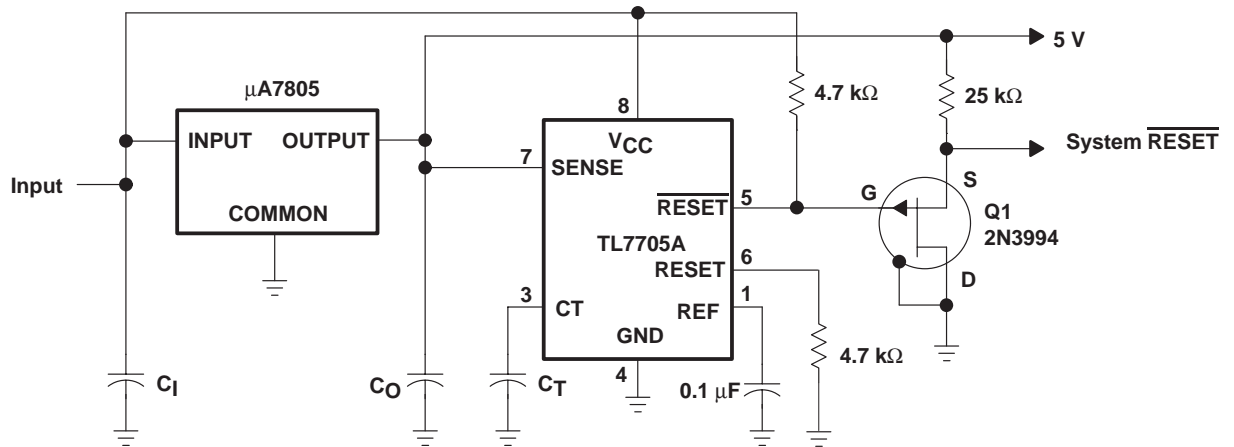 5 V
μA7805
4.7 kΩ
25 kΩ
8
INPUT OUTPUT
VCC
7
SENSE
System RESET
Input
S
G
5
RESET
COMMON
Q1
2N3994
TL7705A
6
RESET
D
3
CT
1
REF
GND
4.7 kΩ
4
CI
CO
CT
0.1 μF